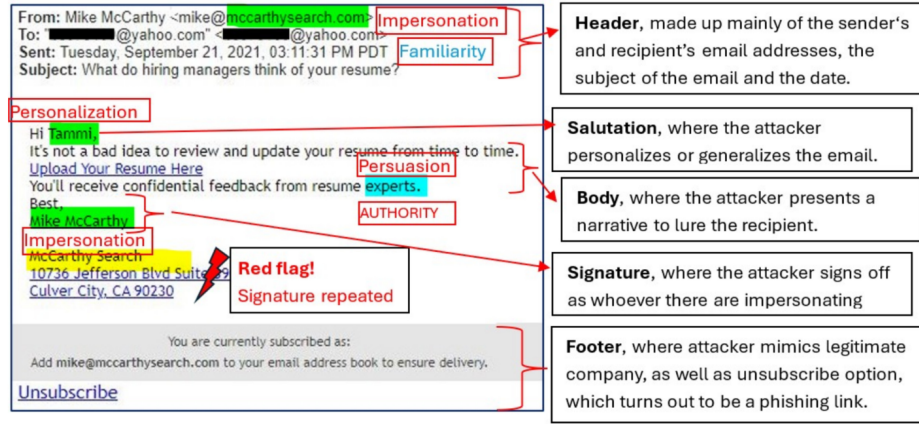 From: Mike McCarthy <mike@mccarthysearch.com>
Impersonation
To: " @yahoo.com" < @yahoo.com>
Sent: Tuesday, September 21, 2021, 03:11:31 PM PDT
Familiarity
Subject: What do hiring managers think of your resume?
Personalization
Hi Tammi,
It's not a bad idea to review and update your resume from time to time.
Upload Your Resume Here
Persuasion
You'll receive confidential feedback from resume experts.
Best,
AUTHORITY
Mike McCarthy
Impersonation
McCarthy Search
10736 Jefferson Blvd Suite
Culver City, CA 90230
Red flag!
Signature repeated
You are currently subscribed as:
Add mike@mccarthysearch.com to your email address book to ensure delivery.
Unsubscribe
Header, made up mainly of the sender's
and recipient's email addresses, the
subject of the email and the date.
Salutation, where the attacker
personalizes or generalizes the email.
Body, where the attacker presents a
narrative to lure the recipient.
Signature, where the attacker signs off
as whoever there are impersonating
Footer, where attacker mimics legitimate
company, as well as unsubscribe option,
which turns out to be a phishing link.